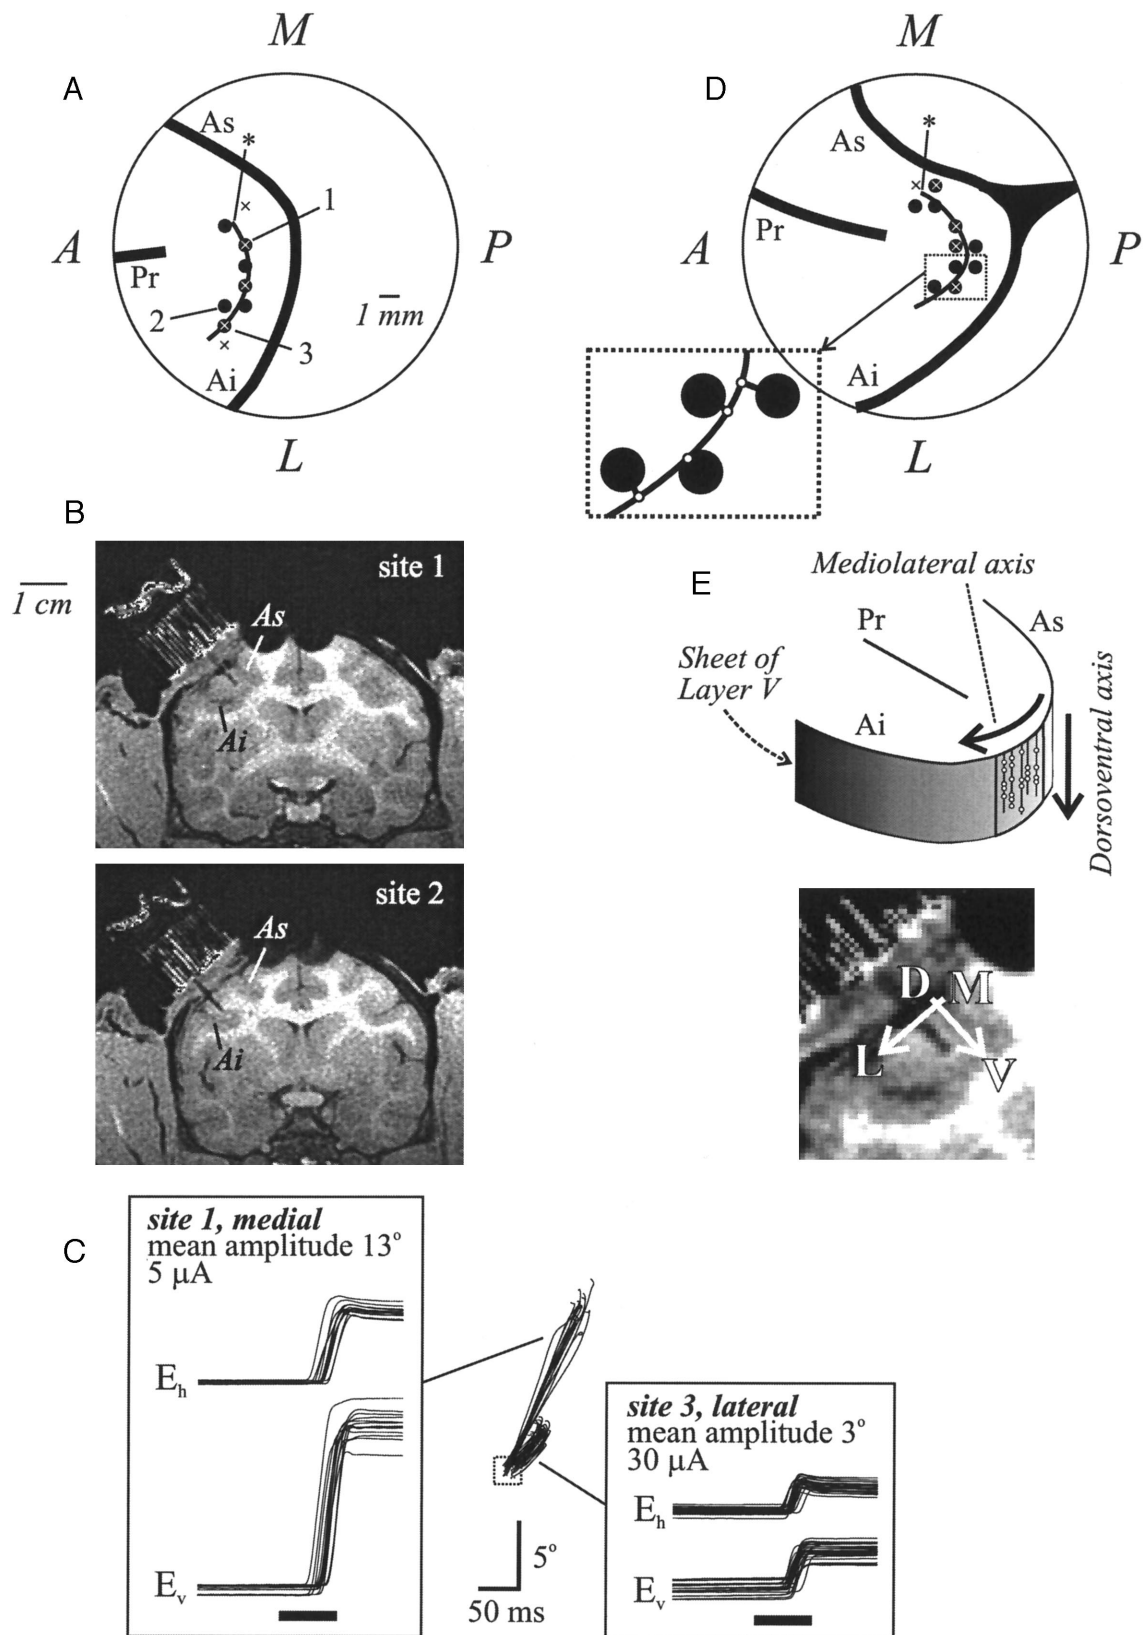 A
M
As
*
1
A
P
Pr
2
1 mm
3
Ai
L
D
M
As
*
Pr
A
P
Ai
L
B
1 cm
site 1
As
Ai
site 2
As
Ai
E
Mediolateral axis
Pr
As
Sheet of
Layer V
Ai
Dorsoventral axis
D M
L
V
C
site 1, medial
mean amplitude 13°
5 µA
Eh
Ev
5°
50 ms
site 3, lateral
mean amplitude 3°
30 µA
Eh
Ev